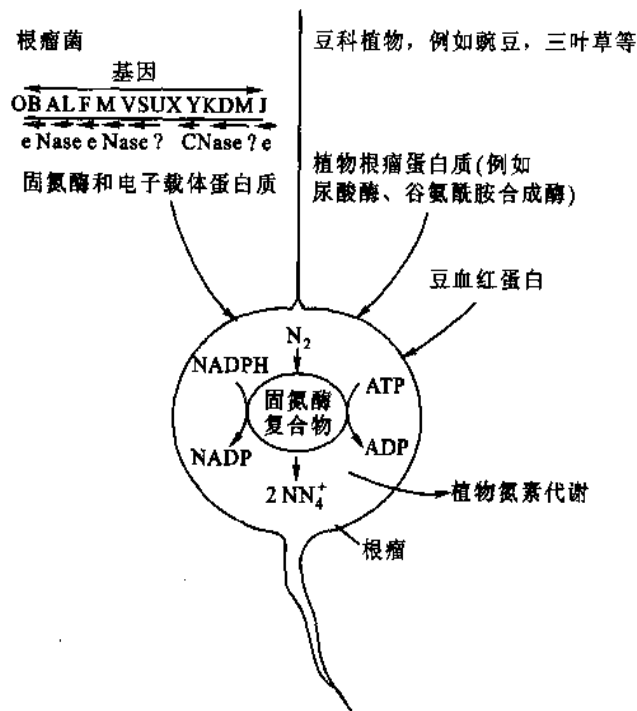 根瘤菌
基因
OB AL F M VSUX YKDM J
e Nase e Nase ? CNase ? e
固氮酶和电子载体蛋白质
豆科植物，例如豌豆，三叶草等
植物根瘤蛋白质(例如
尿酸酶、谷氨酰胺合成酶)
豆血红蛋白
N₂
NADPH
ATP
固氮酶
复合物
NADP
ADP
2 NN₄⁺
植物氮素代谢
根瘤